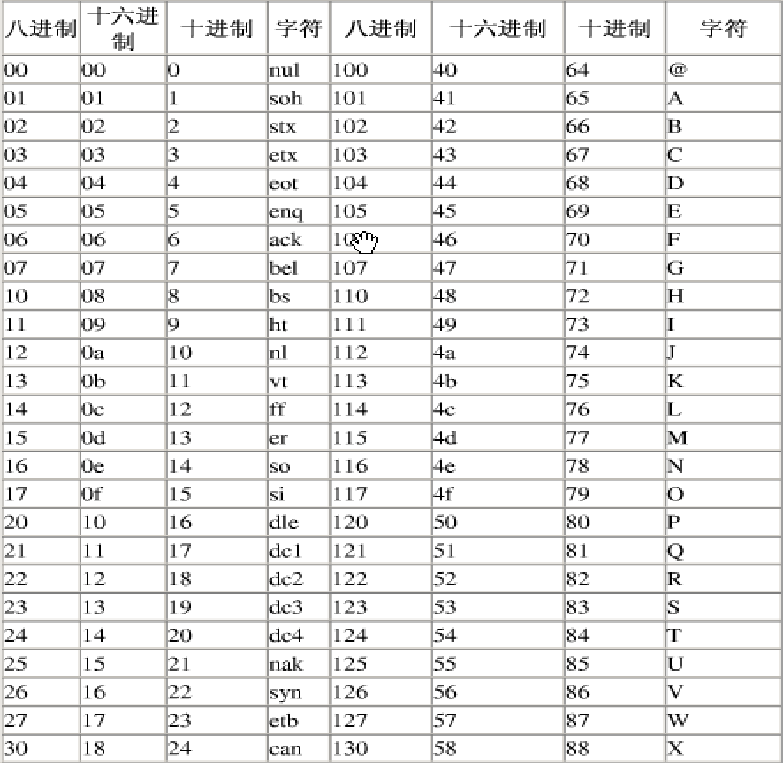 八进制 十六进制 十进制 字符 八进制 十六进制 十进制 字符
00 00 0 nul 100 40 64 @
01 01 1 soh 101 41 65 A
02 02 2 stx 102 42 66 B
03 03 3 etx 103 43 67 C
04 04 4 eot 104 44 68 D
05 05 5 enq 105 45 69 E
06 06 6 ack 46 70 F
07 07 7 bel 107 47 71 G
10 08 8 bs 110 48 72 H
11 09 9 ht 111 49 73 I
12 0a 10 nl 112 4a 74 J
13 0b 11 vt 113 4b 75 K
14 0c 12 ff 114 4c 76 L
15 0d 13 er 115 4d 77 M
16 0e 14 so 116 4e 78 N
17 0f 15 si 117 4f 79 O
20 10 16 dle 120 50 80 P
21 11 17 dc1 121 51 81 Q
22 12 18 dc2 122 52 82 R
23 13 19 dc3 123 53 83 S
24 14 20 dc4 124 54 84 T
25 15 21 nak 125 55 85 U
26 16 22 syn 126 56 86 V
27 17 23 etb 127 57 87 W
30 18 24 can 130 58 88 X